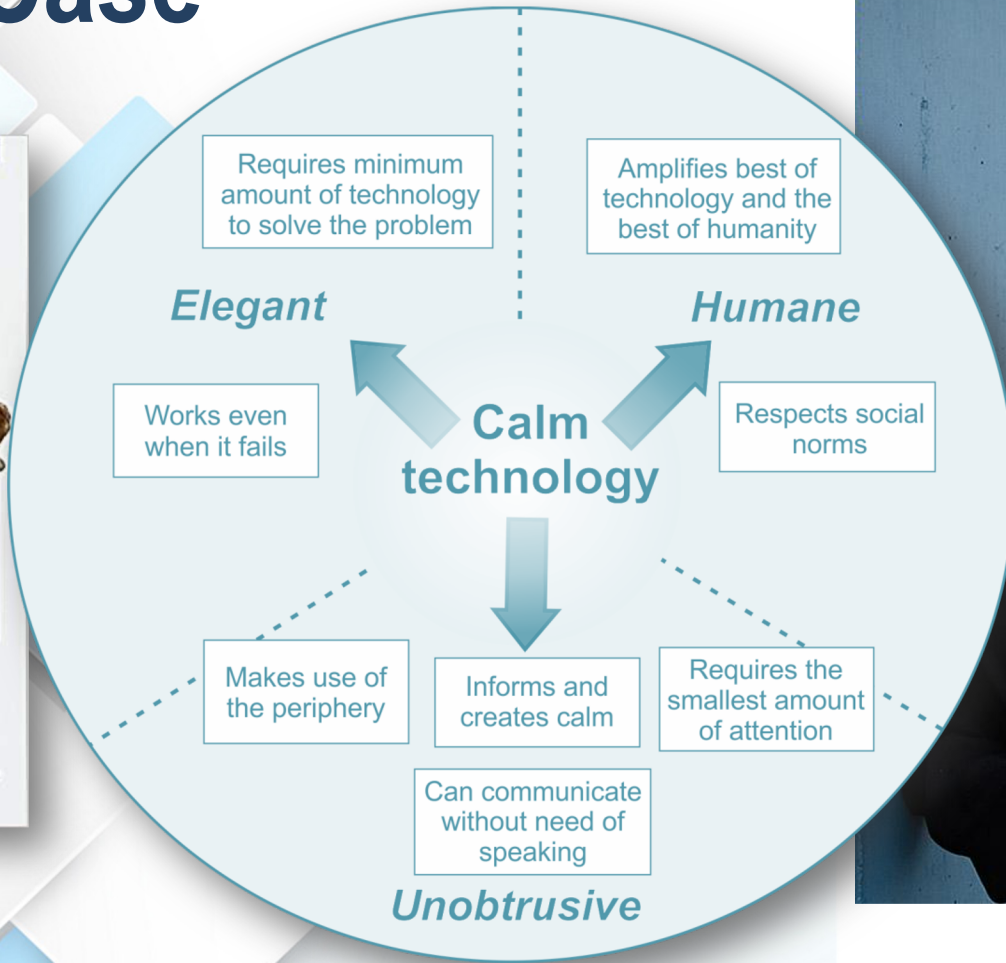 Requires minimum
amount of technology
to solve the problem
Amplifies best of
technology and the
best of humanity
Elegant
Humane
Works even
when it fails
Calm
technology
Respects social
norms
Makes use of
the periphery
Informs and
creates calm
Requires the
smallest amount
of attention
Can communicate
without need of
speaking
Unobtrusive